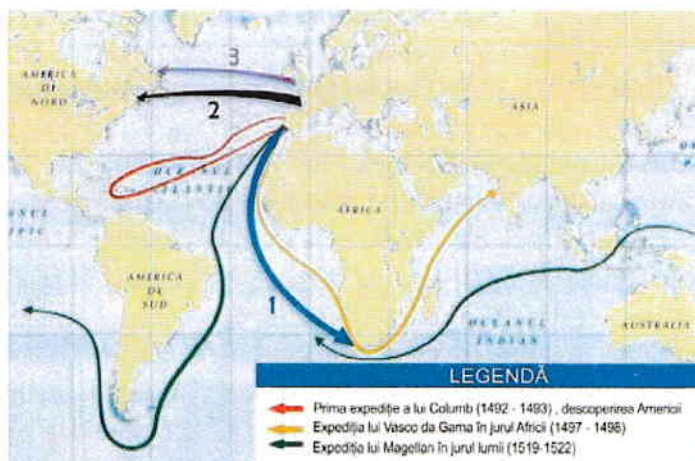 AMERICA
DE
NORD
3
2
ASIA
OCEANUL
ATLANTIC
AFRICA
AMERICA
DE
SUD
1
OCEANUL
INDIAN
AUSTRALIA
LEGENDĂ
Prima expediție a lui Columb (1492 - 1493) , descoperirea Americii
Expediția lui Vasco da Gama în jurul Africii (1497 - 1498)
Expediția lui Magellan în jurul lumii (1519-1522)